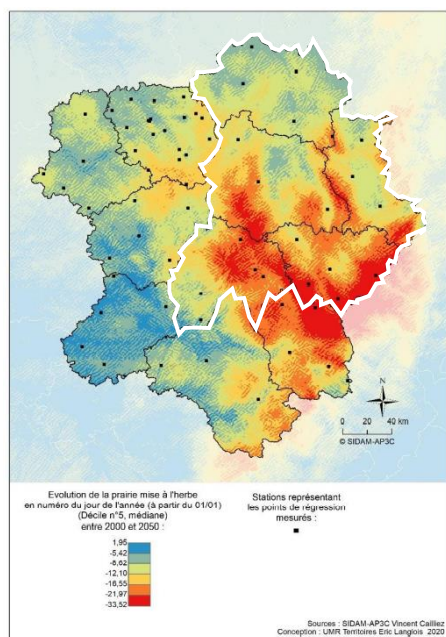 N
0 20 40 km
© SIDAM-AP3C
Evolution de la prairie mise à l'herbe
en numéro du jour de l'année (à partir du 01/01)
(Décile n°5, médiane)
entre 2000 et 2050 :
1,95
-5,42
-8,62
-12,10
-16,55
-21,97
-33,52
Stations représentant
les points de régression
mesurés :
Sources : SIDAM-AP3C Vincent Cailliez
Conception : UMR Territoires Eric Langlois 2020